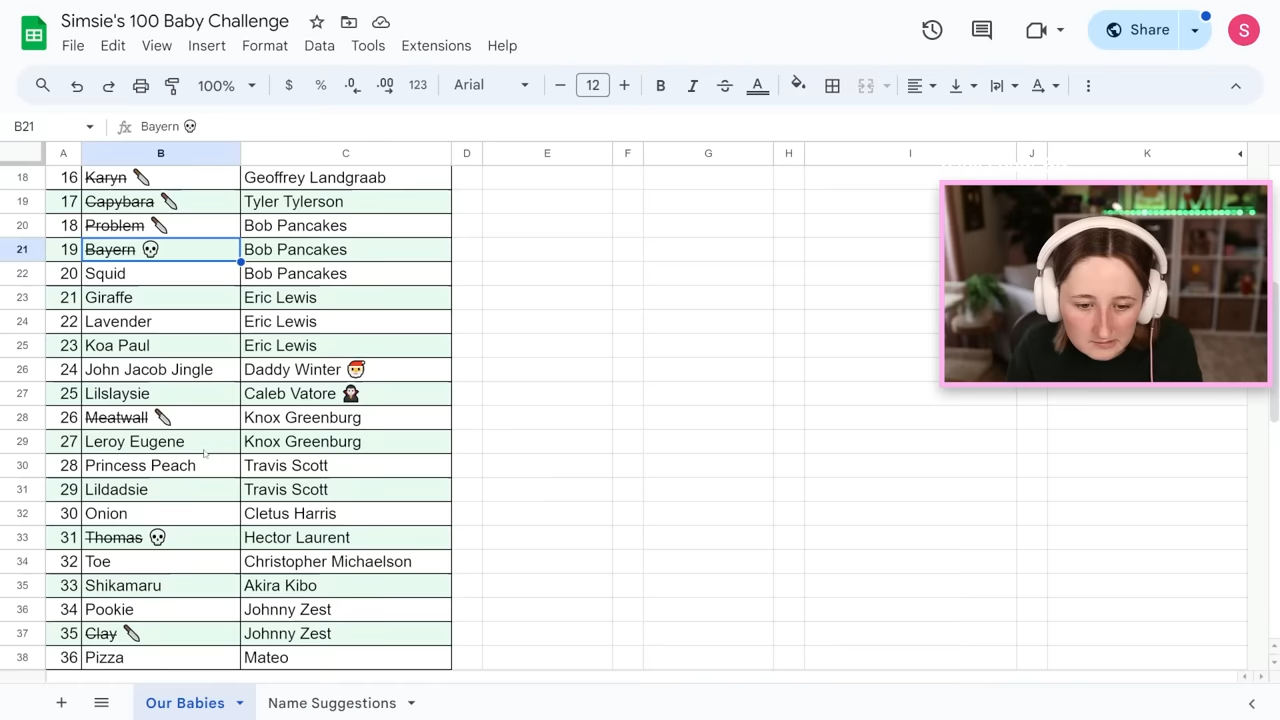 Simsie's 100 Baby Challenge
File Edit View Insert Format Data Tools Extensions Help
Share
S
100% $ % .0 .00 123 Arial 12 B I A
B21 fx Bayern 💀
A B C D E F G H I J K
18 16 Karyn 🔪 Geoffrey Landgraab
19 17 Capybara 🔪 Tyler Tylerson
20 18 Problem 🔪 Bob Pancakes
21 19 Bayern 💀 Bob Pancakes
22 20 Squid Bob Pancakes
23 21 Giraffe Eric Lewis
24 22 Lavender Eric Lewis
25 23 Koa Paul Eric Lewis
26 24 John Jacob Jingle Daddy Winter 🎅
27 25 Lilslaysie Caleb Vatore 🧛🏻‍♂️
28 26 Meatwall 🔪 Knox Greenburg
29 27 Leroy Eugene Knox Greenburg
30 28 Princess Peach Travis Scott
31 29 Lildadsie Travis Scott
32 30 Onion Cletus Harris
33 31 Thomas 💀 Hector Laurent
34 32 Toe Christopher Michaelson
35 33 Shikamaru Akira Kibo
36 34 Pookie Johnny Zest
37 35 Clay 🔪 Johnny Zest
38 36 Pizza Mateo
Our Babies Name Suggestions